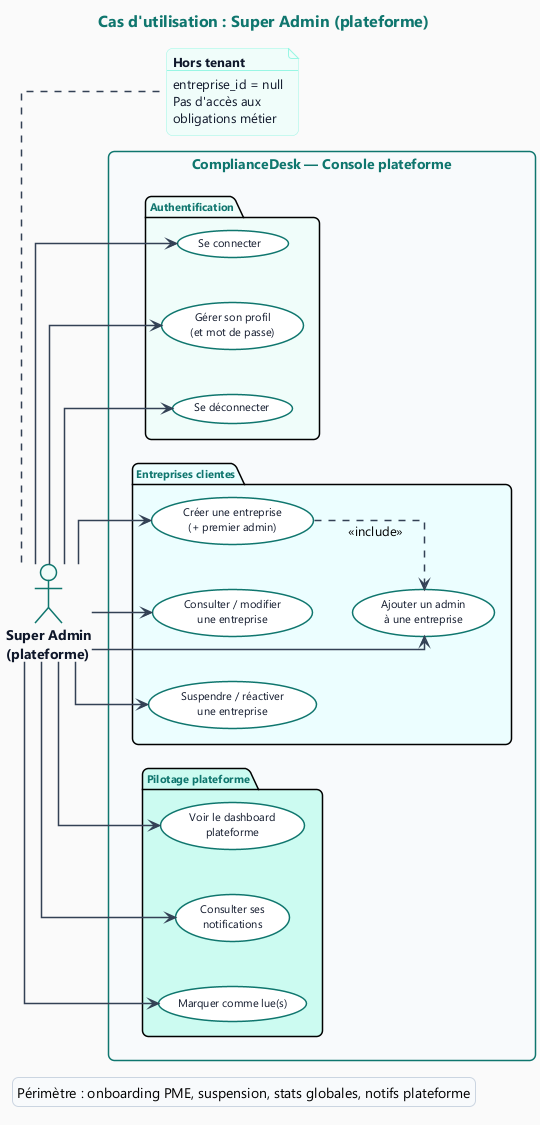 Cas d'utilisation : Super Admin (plateforme)
Hors tenant
entreprise_id = null
Pas d'accès aux
obligations métier
ComplianceDesk — Console plateforme
Authentification
Se connecter
Gérer son profil
(et mot de passe)
Se déconnecter
Entreprises clientes
Créer une entreprise
(+ premier admin)
«include»
Consulter / modifier
une entreprise
Ajouter un admin
à une entreprise
Super Admin
(plateforme)
Suspendre / réactiver
une entreprise
Pilotage plateforme
Voir le dashboard
plateforme
Consulter ses
notifications
Marquer comme lue(s)
Périmètre : onboarding PME, suspension, stats globales, notifs plateforme